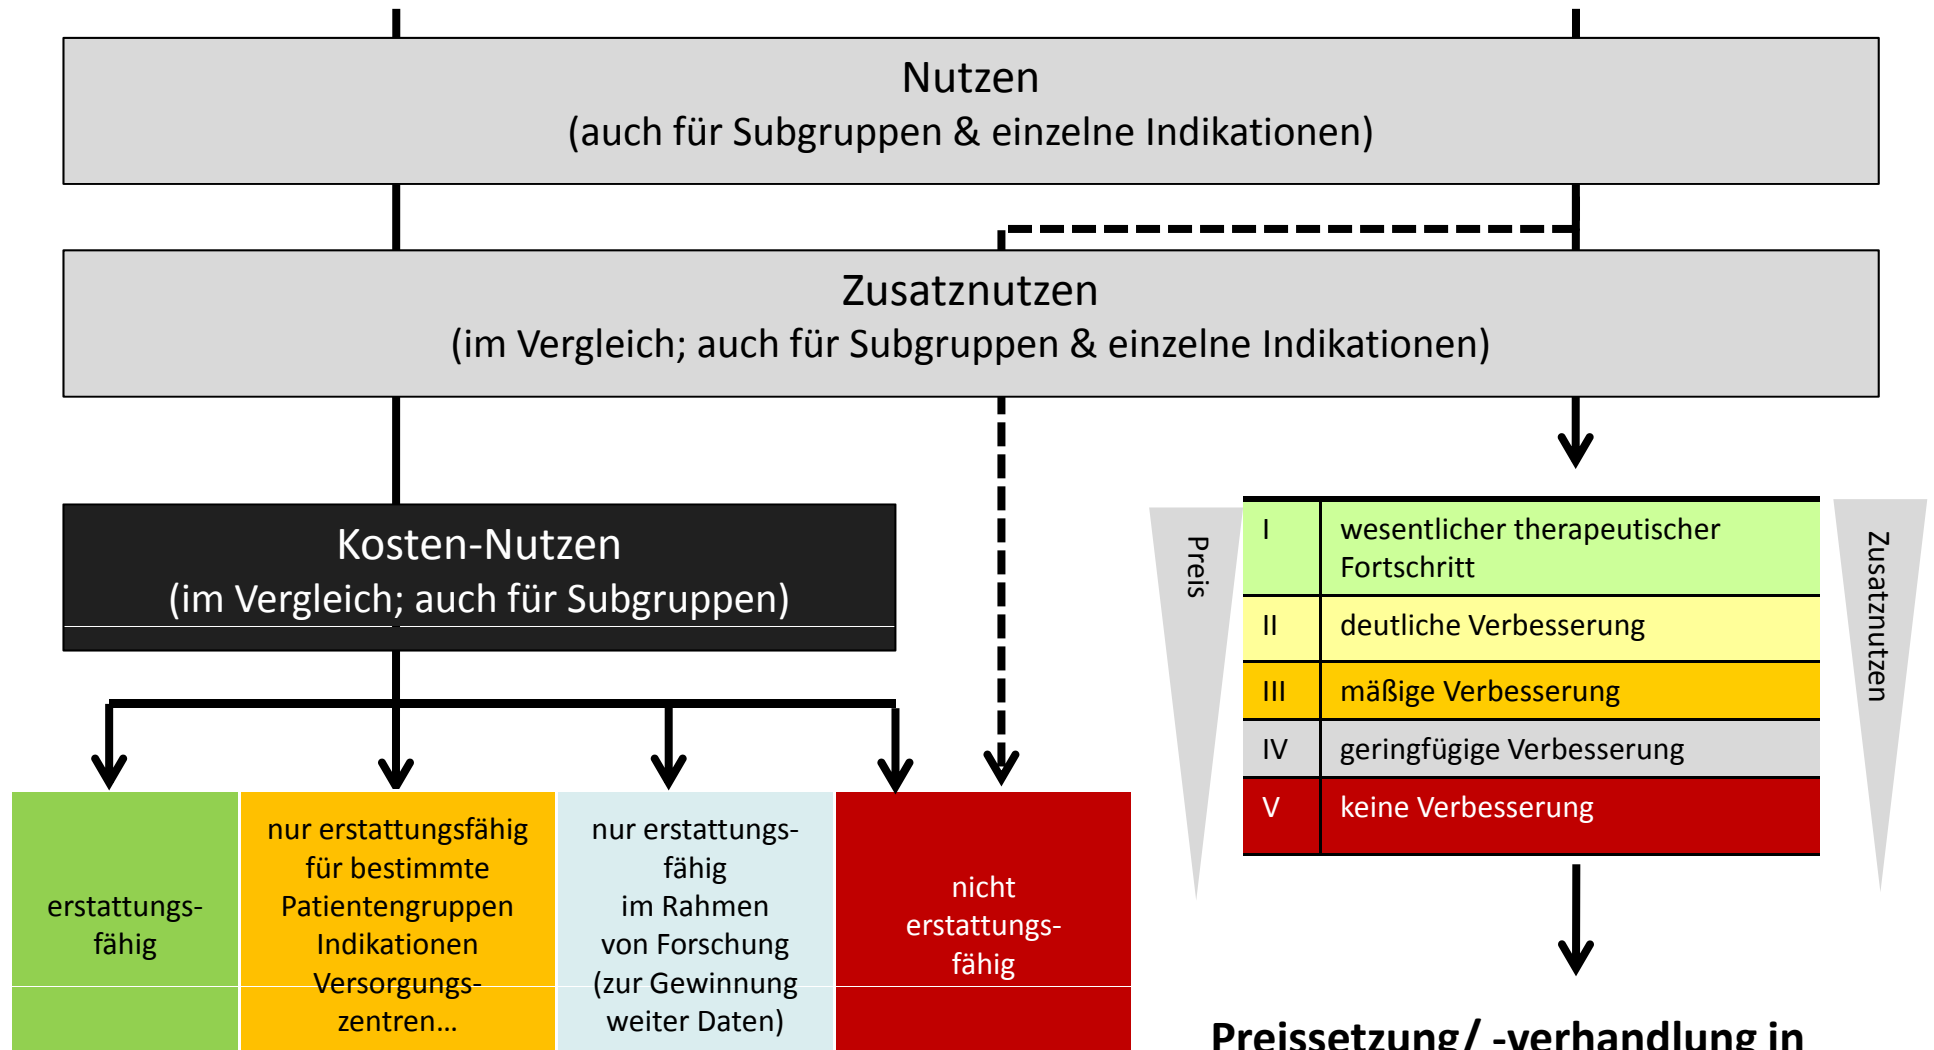 Nutzen
(auch für Subgruppen & einzelne Indikationen)
Zusatznutzen
(im Vergleich; auch für Subgruppen & einzelne Indikationen)
Kosten-Nutzen
(im Vergleich; auch für Subgruppen)
erstattungs-
fähig
nur erstattungsfähig
für bestimmte
Patientengruppen
Indikationen
Versorgungs-
zentren…
nur erstattungs-
fähig
im Rahmen
von Forschung
(zur Gewinnung
weiter Daten)
nicht
erstattungs-
fähig
Preis
I wesentlicher therapeutischer
Fortschritt
II deutliche Verbesserung
III mäßige Verbesserung
IV geringfügige Verbesserung
V keine Verbesserung
Zusatznutzen
Preissetzung/ -verhandlung in